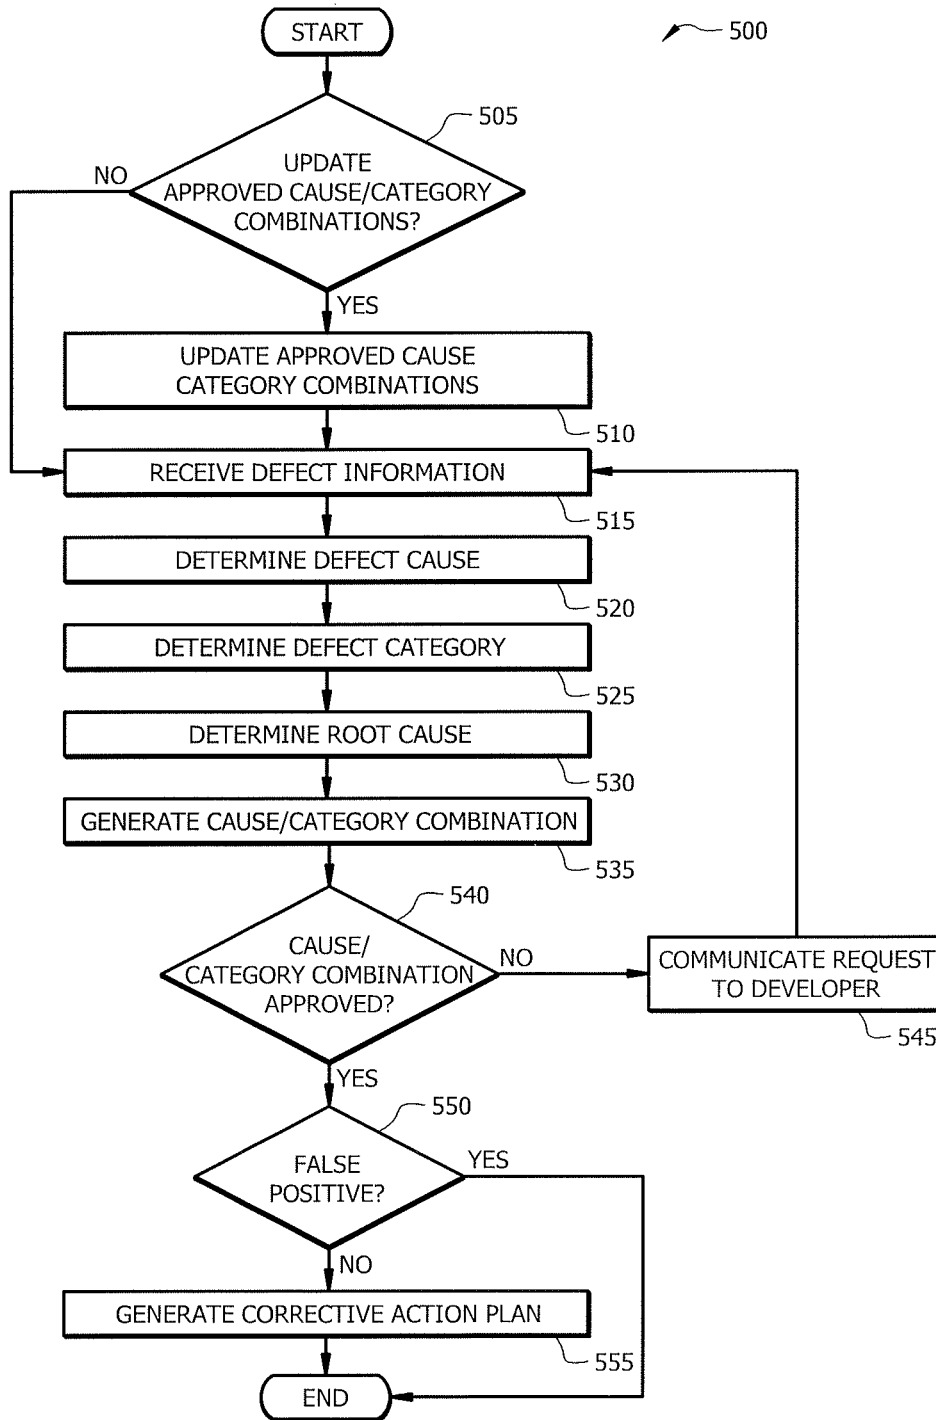 START
500
505
UPDATE
APPROVED CAUSE/CATEGORY
COMBINATIONS?
NO
YES
UPDATE APPROVED CAUSE
CATEGORY COMBINATIONS
510
RECEIVE DEFECT INFORMATION
515
DETERMINE DEFECT CAUSE
520
DETERMINE DEFECT CATEGORY
525
DETERMINE ROOT CAUSE
530
GENERATE CAUSE/CATEGORY COMBINATION
535
540
CAUSE/
CATEGORY COMBINATION
APPROVED?
NO
COMMUNICATE REQUEST
TO DEVELOPER
545
YES
550
FALSE
POSITIVE?
YES
NO
GENERATE CORRECTIVE ACTION PLAN
555
END